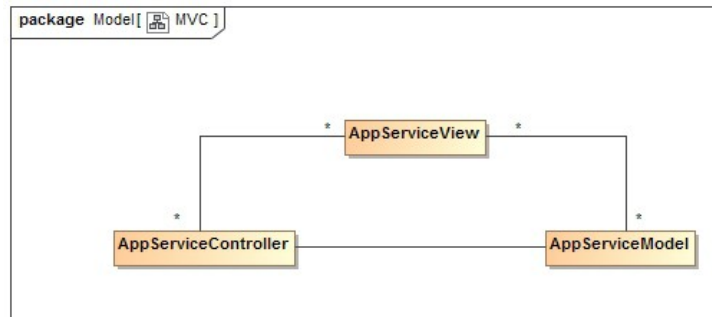 package Model[ MVC ]
* AppServiceView *
* *
AppServiceController AppServiceModel